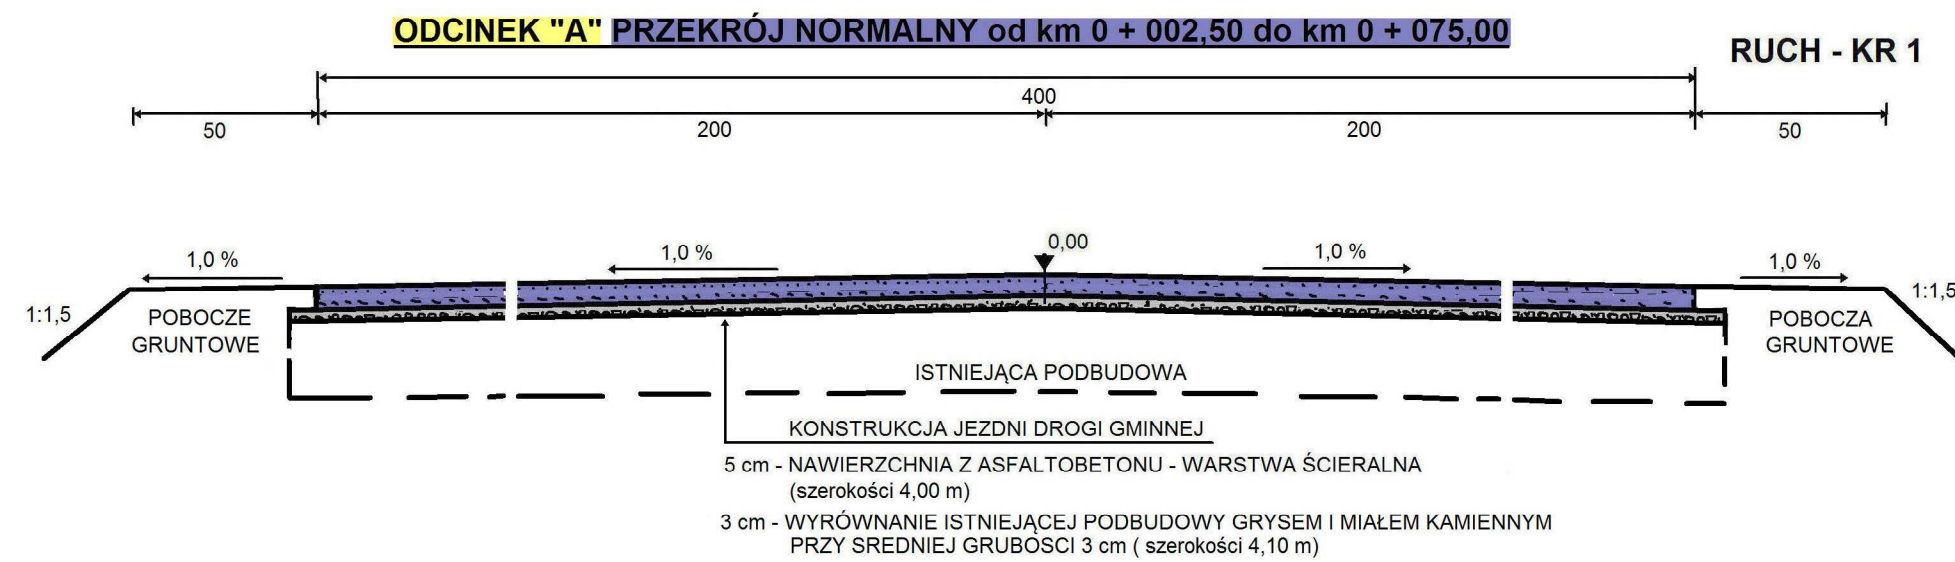 ODCINEK "A" PRZEKRÓJ NORMALNY od km 0 + 002,50 do km 0 + 075,00
RUCH - KR 1
400
50
200
200
50
0,00
1,0 %
1,0 %
1,0 %
1,0 %
1:1,5
1:1,5
POBOCZE
GRUNTOWE
POBOCZA
GRUNTOWE
ISTNIEJĄCA PODBUDOWA
KONSTRUKCJA JEZDNI DROGI GMINNEJ
5 cm - NAWIERZCHNIA Z ASFALTOBETONU - WARSTWA ŚCIERALNA
(szerokości 4,00 m)
3 cm - WYRÓWNANIE ISTNIEJĄCEJ PODBUDOWY GRYSEM I MIAŁEM KAMIENNYM
PRZY SREDNIEJ GRUBOSCI 3 cm ( szerokości 4,10 m)